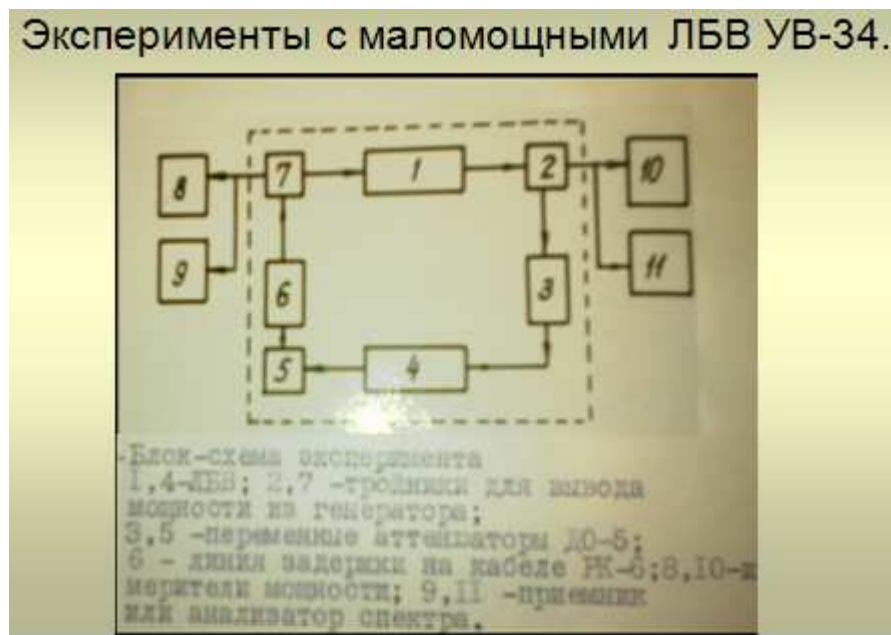 Эксперименты с маломощными ЛБВ УВ-34.
8 7 1 2 10
9 6 3 11
5 4
Блок-схема эксперимента
1,4-ЛБВ; 2,7 -тройники для вывода
мощности из генератора;
3,5 -переменные аттенюаторы ДО-5;
6 - линия задержки на кабеле РК-6;8,10-и
мерители мощности; 9,11 -приемник
или анализатор спектра.